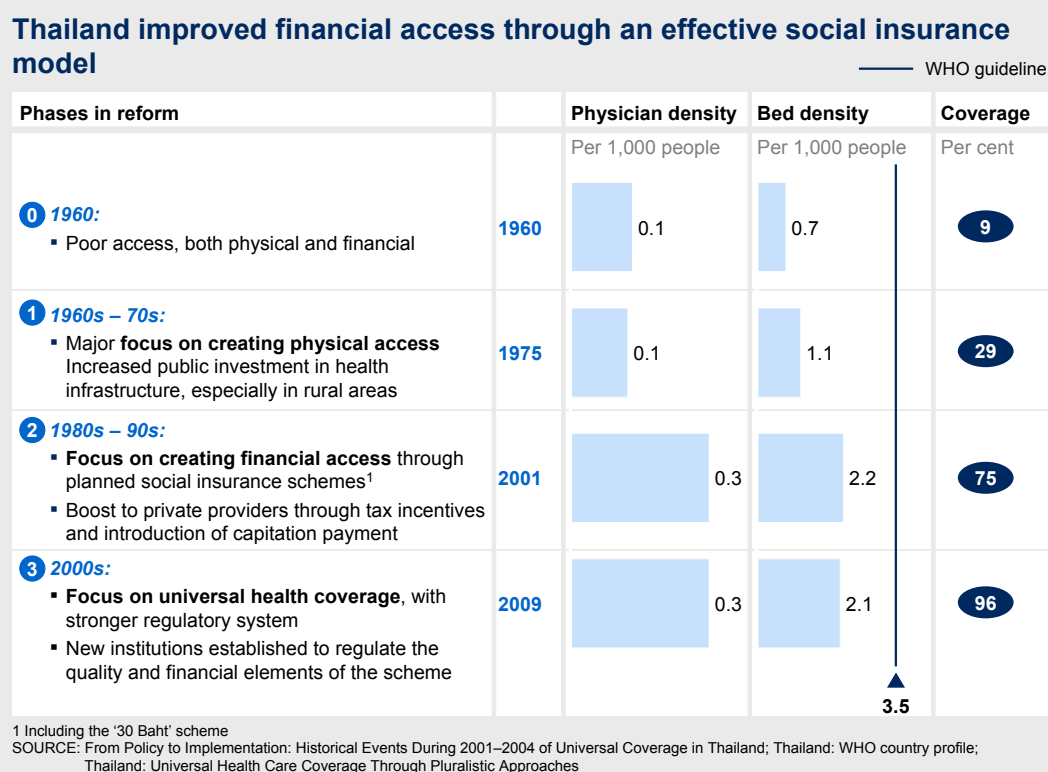 Thailand improved financial access through an effective social insurance
model
WHO guideline
Phases in reform
Physician density
Bed density
Coverage
Per 1,000 people
Per 1,000 people
Per cent
0 1960:
▪ Poor access, both physical and financial
1960
0.1
0.7
9
1 1960s – 70s:
▪ Major focus on creating physical access
Increased public investment in health
infrastructure, especially in rural areas
1975
0.1
1.1
29
2 1980s – 90s:
▪ Focus on creating financial access through
planned social insurance schemes¹
▪ Boost to private providers through tax incentives
and introduction of capitation payment
2001
0.3
2.2
75
3 2000s:
▪ Focus on universal health coverage, with
stronger regulatory system
▪ New institutions established to regulate the
quality and financial elements of the scheme
2009
0.3
2.1
96
3.5
1 Including the ‘30 Baht’ scheme
SOURCE: From Policy to Implementation: Historical Events During 2001–2004 of Universal Coverage in Thailand; Thailand: WHO country profile;
Thailand: Universal Health Care Coverage Through Pluralistic Approaches